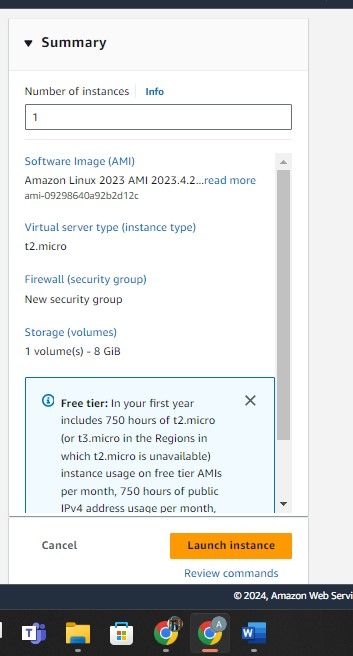 ▼ Summary
Number of instances | Info
1
Software Image (AMI)
Amazon Linux 2023 AMI 2023.4.2...read more
ami-09298640a92b2d12c
Virtual server type (instance type)
t2.micro
Firewall (security group)
New security group
Storage (volumes)
1 volume(s) - 8 GiB
Free tier: In your first year
includes 750 hours of t2.micro
(or t3.micro in the Regions in
which t2.micro is unavailable)
instance usage on free tier AMIs
per month, 750 hours of public
IPv4 address usage per month,
Cancel
Launch instance
Review commands
© 2024, Amazon Web Servi